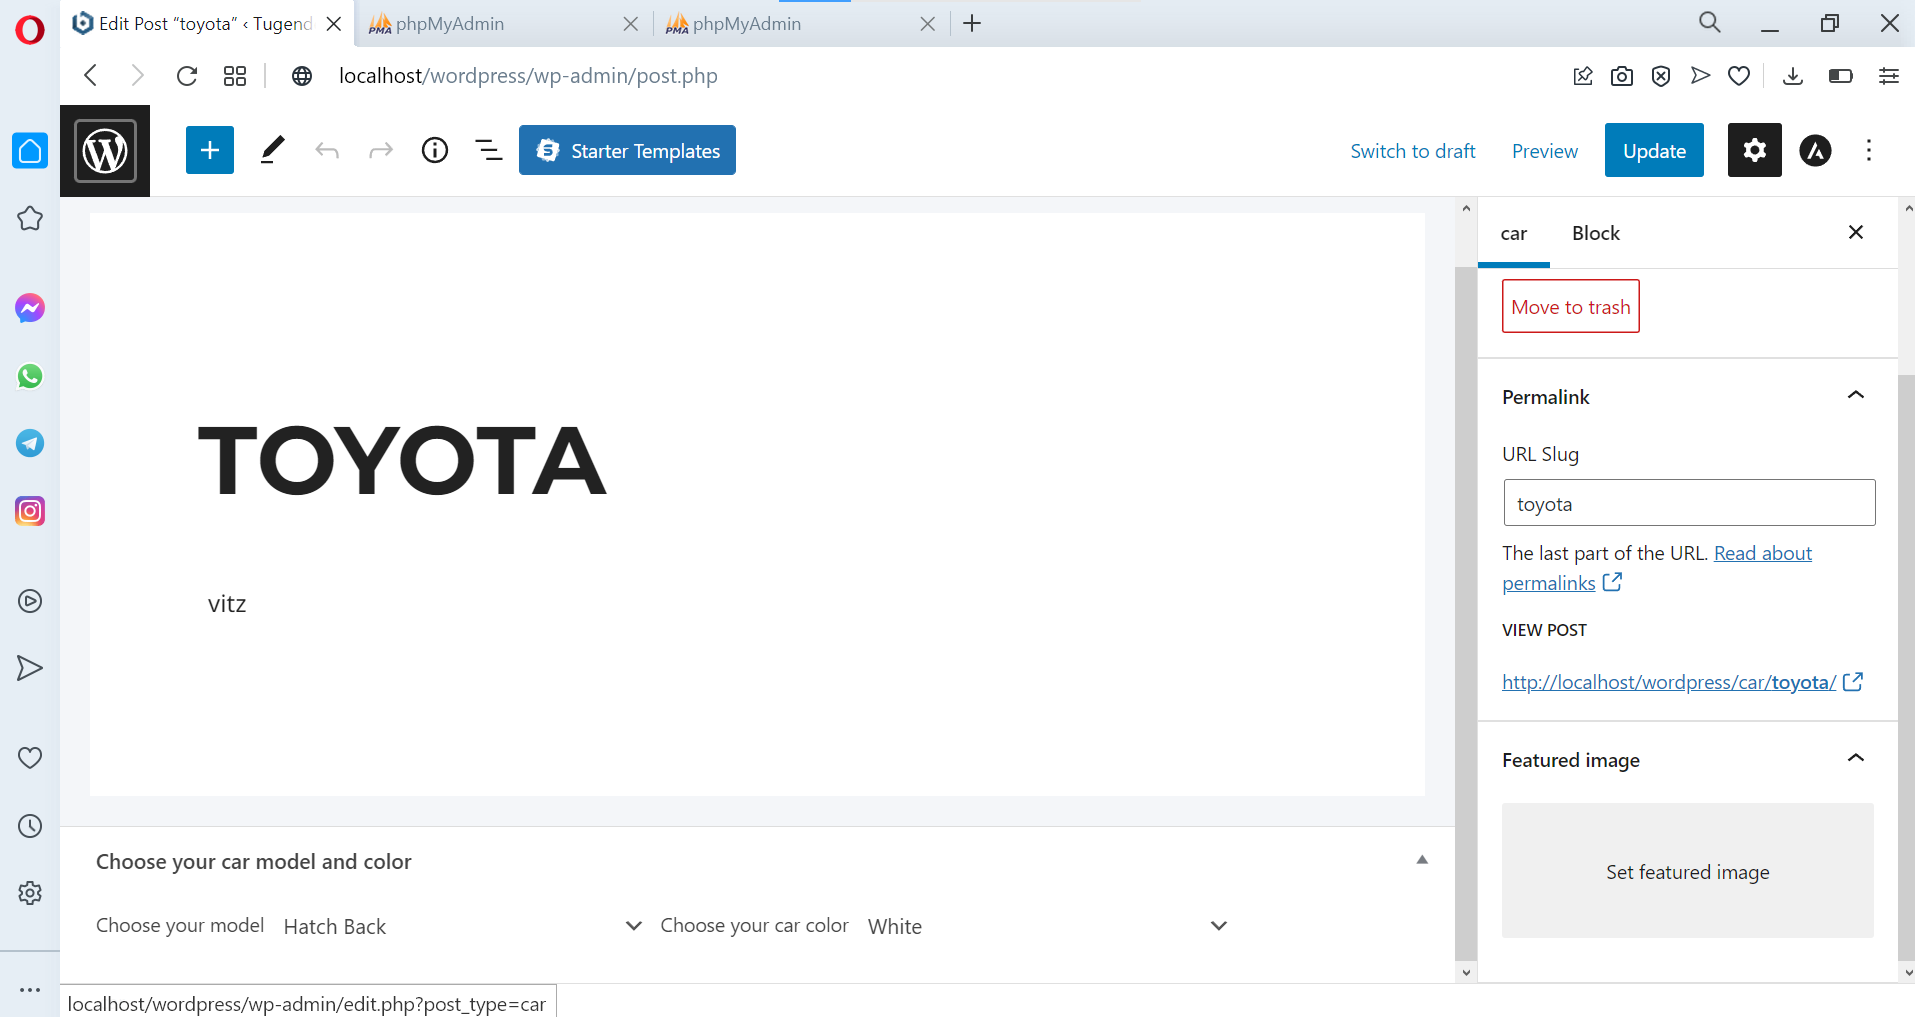 Edit Post “toyota” ‹ Tugend
phpMyAdmin
phpMyAdmin
localhost/wordpress/wp-admin/post.php
Starter Templates
Switch to draft
Preview
Update
car
Block
Move to trash
TOYOTA
vitz
Permalink
URL Slug
toyota
The last part of the URL. Read about
permalinks
VIEW POST
http://localhost/wordpress/car/toyota/
Featured image
Set featured image
Choose your car model and color
Choose your model Hatch Back Choose your car color White
localhost/wordpress/wp-admin/edit.php?post_type=car